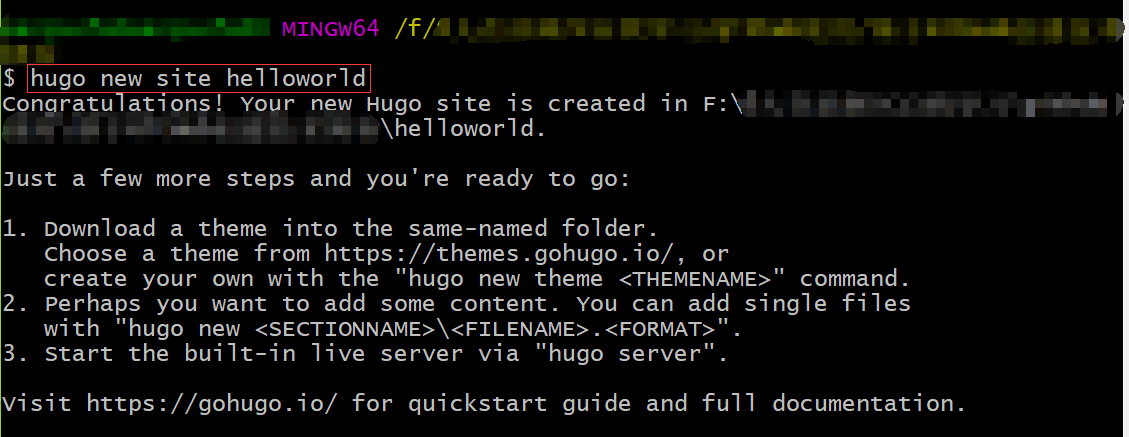 MINGW64 /f/
$ hugo new site helloworld
Congratulations! Your new Hugo site is created in F:\
\helloworld.
Just a few more steps and you're ready to go:
1. Download a theme into the same-named folder.
Choose a theme from https://themes.gohugo.io/, or
create your own with the "hugo new theme <THEMENAME>" command.
2. Perhaps you want to add some content. You can add single files
with "hugo new <SECTIONNAME>\<FILENAME>.<FORMAT>".
3. Start the built-in live server via "hugo server".
Visit https://gohugo.io/ for quickstart guide and full documentation.